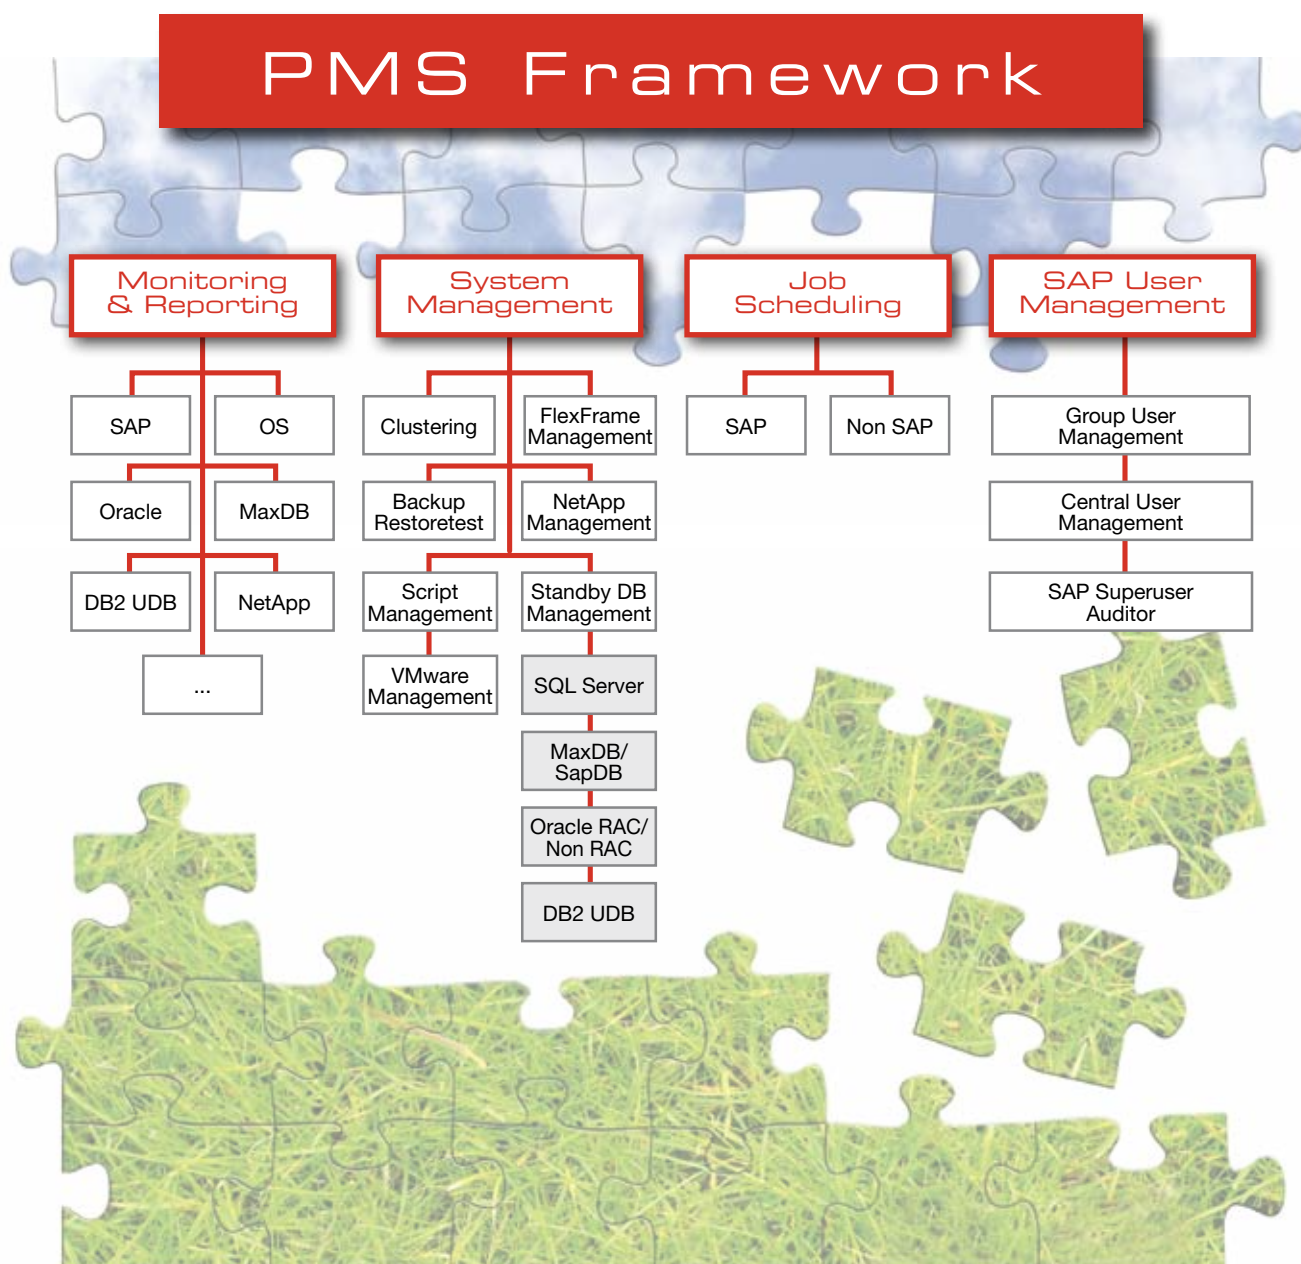 PMS Framework
Monitoring
& Reporting
System
Management
Job
Scheduling
SAP User
Management
SAP
OS
Oracle
MaxDB
DB2 UDB
NetApp
...
Clustering
FlexFrame
Management
Backup
Restoretest
NetApp
Management
Script
Management
Standby DB
Management
VMware
Management
SQL Server
MaxDB/
SapDB
Oracle RAC/
Non RAC
DB2 UDB
SAP
Non SAP
Group User
Management
Central User
Management
SAP Superuser
Auditor